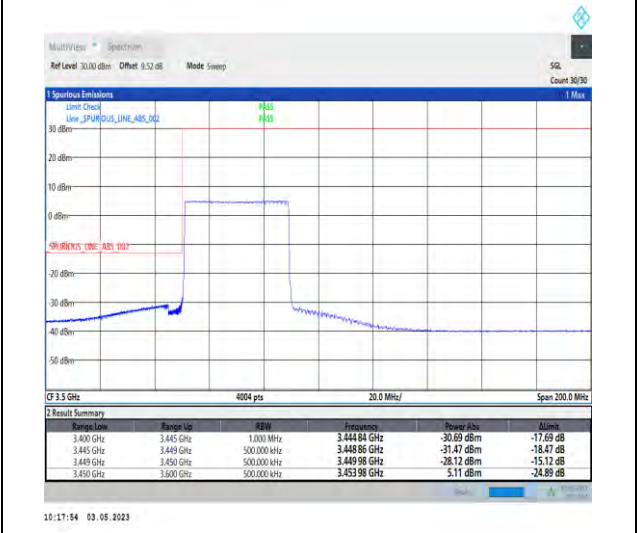 MultiView Spectrum
Ref Level 30.00 dBm Offset 9.52 dB Mode Sweep SGL
Count 30/30
1 Spurious Emissions 1 Max
Limit Check PASS
Line _SPURIOUS_LINE_ABS_002 PASS
30 dBm
20 dBm
10 dBm
0 dBm
_SPURIOUS_LINE_ABS_002
-20 dBm
-30 dBm
-40 dBm
-50 dBm
CF 3.5 GHz 4004 pts 20.0 MHz/ Span 200.0 MHz
2 Result Summary
Range Low Range Up RBW Frequency Power Abs ΔLimit
3.400 GHz 3.445 GHz 1.000 MHz 3.444 84 GHz -30.69 dBm -17.69 dB
3.445 GHz 3.449 GHz 500.000 kHz 3.448 86 GHz -31.47 dBm -18.47 dB
3.449 GHz 3.450 GHz 500.000 kHz 3.449 98 GHz -28.12 dBm -15.12 dB
3.450 GHz 3.600 GHz 500.000 kHz 3.453 98 GHz 5.11 dBm -24.89 dB
10:17:54 03.05.2023